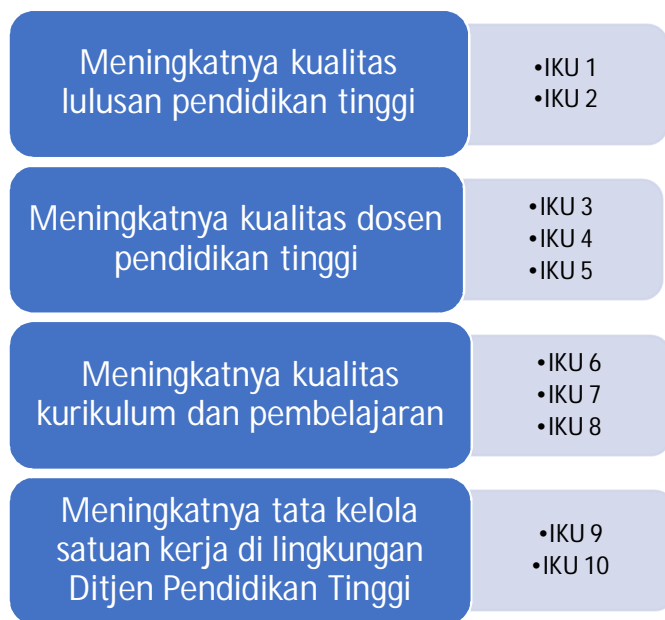 Meningkatnya kualitas
lulusan pendidikan tinggi
•IKU 1
•IKU 2
Meningkatnya kualitas dosen
pendidikan tinggi
•IKU 3
•IKU 4
•IKU 5
Meningkatnya kualitas
kurikulum dan pembelajaran
•IKU 6
•IKU 7
•IKU 8
Meningkatnya tata kelola
satuan kerja di lingkungan
Ditjen Pendidikan Tinggi
•IKU 9
•IKU 10